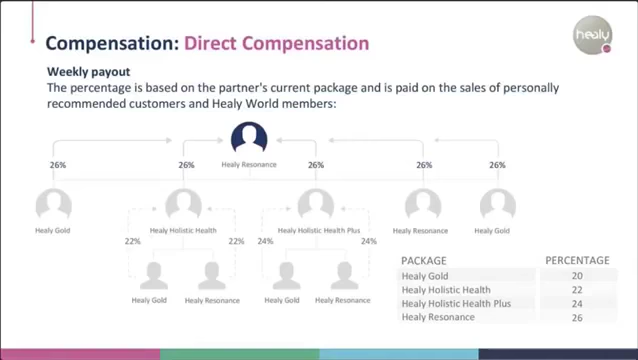 healy
Compensation: Direct Compensation
Weekly payout
The percentage is based on the partner's current package and is paid on the sales of personally
recommended customers and Healy World members:
26% 26% Healy Resonance 26% 26% 26%
Healy Gold Healy Holistic Health Healy Holistic Health Plus Healy Resonance Healy Gold
22% 22% 24% 24%
Healy Gold Healy Resonance Healy Gold Healy Resonance
PACKAGE PERCENTAGE
Healy Gold 20
Healy Holistic Health 22
Healy Holistic Health Plus 24
Healy Resonance 26